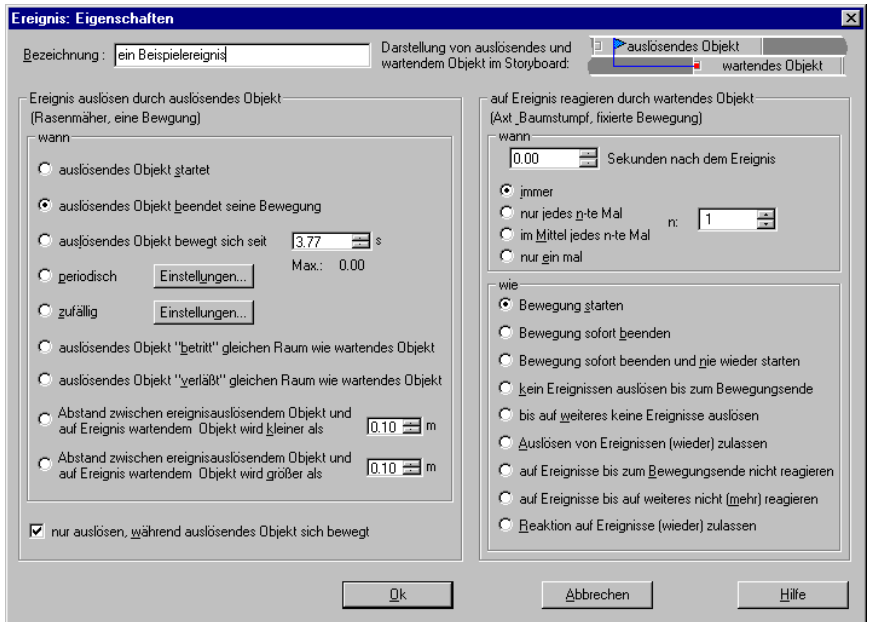 Ereignis: Eigenschaften
Bezeichnung : ein Beispielereignis
Darstellung von auslösendes und
wartendem Objekt im Storyboard:
auslösendes Objekt
wartendes Objekt
Ereignis auslösen durch auslösendes Objekt
(Rasenmäher, eine Bewgung)
wann
auslösendes Objekt startet
auslösendes Objekt beendet seine Bewegung
auslösendes Objekt bewegt sich seit 3.77 s
Max.: 0.00
periodisch Einstellungen...
zufällig Einstellungen...
auslösendes Objekt "betritt" gleichen Raum wie wartendes Objekt
auslösendes Objekt "verläßt" gleichen Raum wie wartendes Objekt
Abstand zwischen ereignisauslösendem Objekt und
auf Ereignis wartendem Objekt wird kleiner als 0.10 m
Abstand zwischen ereignisauslösendem Objekt und
auf Ereignis wartendem Objekt wird größer als 0.10 m
nur auslösen, während auslösendes Objekt sich bewegt
auf Ereignis reagieren durch wartendes Objekt
(Axt_Baumstumpf, fixierte Bewegung)
wann
0.00 Sekunden nach dem Ereignis
immer
nur jedes n-te Mal
n: 1
im Mittel jedes n-te Mal
nur ein mal
wie
Bewegung starten
Bewegung sofort beenden
Bewegung sofort beenden und nie wieder starten
kein Ereignissen auslösen bis zum Bewegungsende
bis auf weiteres keine Ereignisse auslösen
Auslösen von Ereignissen (wieder) zulassen
auf Ereignisse bis zum Bewegungsende nicht reagieren
auf Ereignisse bis auf weiteres nicht (mehr) reagieren
Reaktion auf Ereignisse (wieder) zulassen
Ok Abbrechen Hilfe